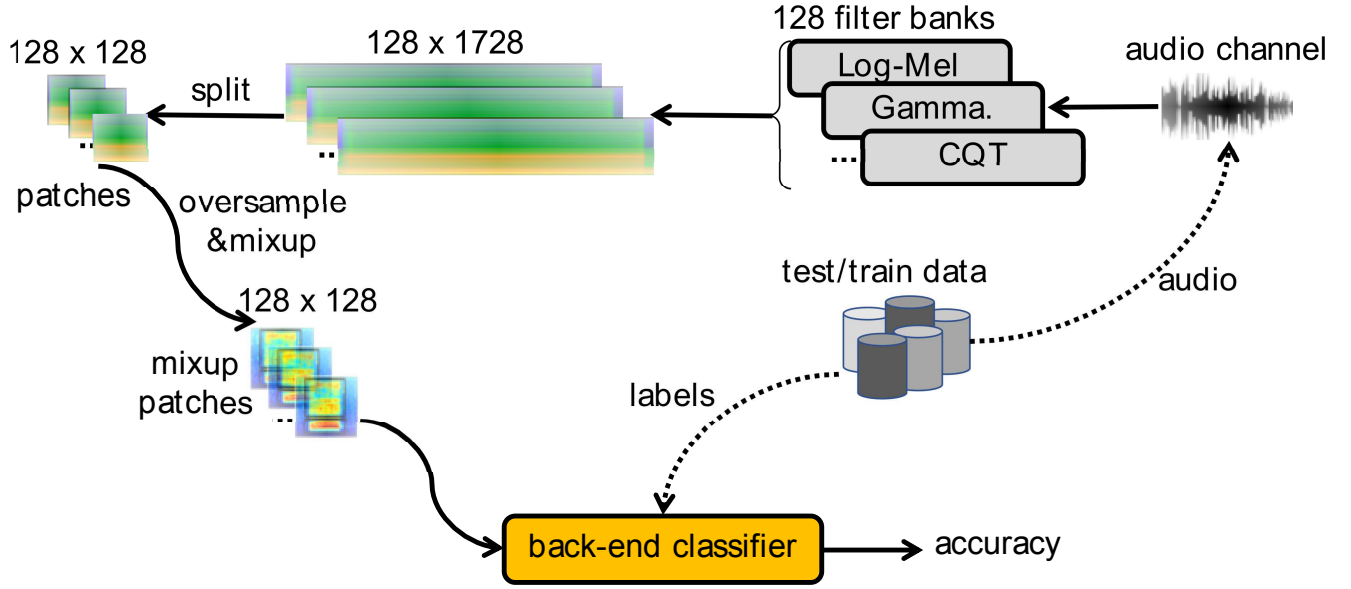 128 filter banks
128 x 128
128 x 1728
audio channel
Log-Mel
split
Gamma.
...
CQT
..
..
patches
oversample
&mixup
test/train data
audio
128 x 128
mixup
patches
labels
..
back-end classifier
accuracy